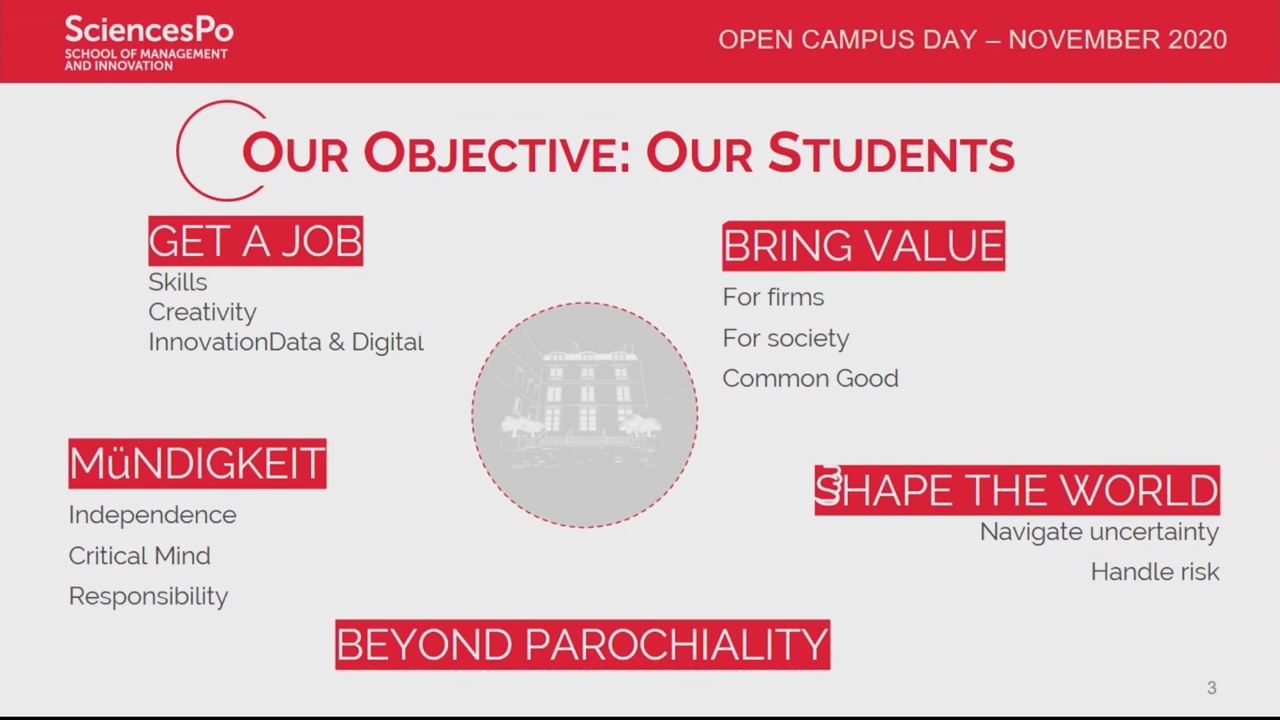 SciencesPo
SCHOOL OF MANAGEMENT
AND INNOVATION
OPEN CAMPUS DAY – NOVEMBER 2020
OUR OBJECTIVE: OUR STUDENTS
GET A JOB
Skills
Creativity
InnovationData & Digital
BRING VALUE
For firms
For society
Common Good
MüNDIGKEIT
Independence
Critical Mind
Responsibility
SHAPE THE WORLD
Navigate uncertainty
Handle risk
BEYOND PAROCHIALITY
3